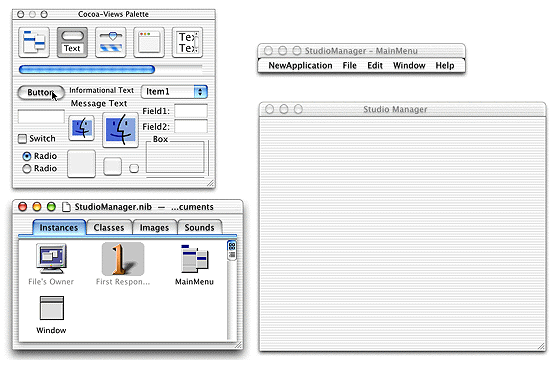 Cocoa-Views Palette
Text
Text
Text
Button
Informational Text
Item1
Message Text
Field1:
Field2:
Switch
Box
Radio
Radio
StudioManager.nib — ...cuments
Instances Classes Images Sounds
File's Owner First Respon... MainMenu
Window
StudioManager - MainMenu
NewApplication File Edit Window Help
Studio Manager